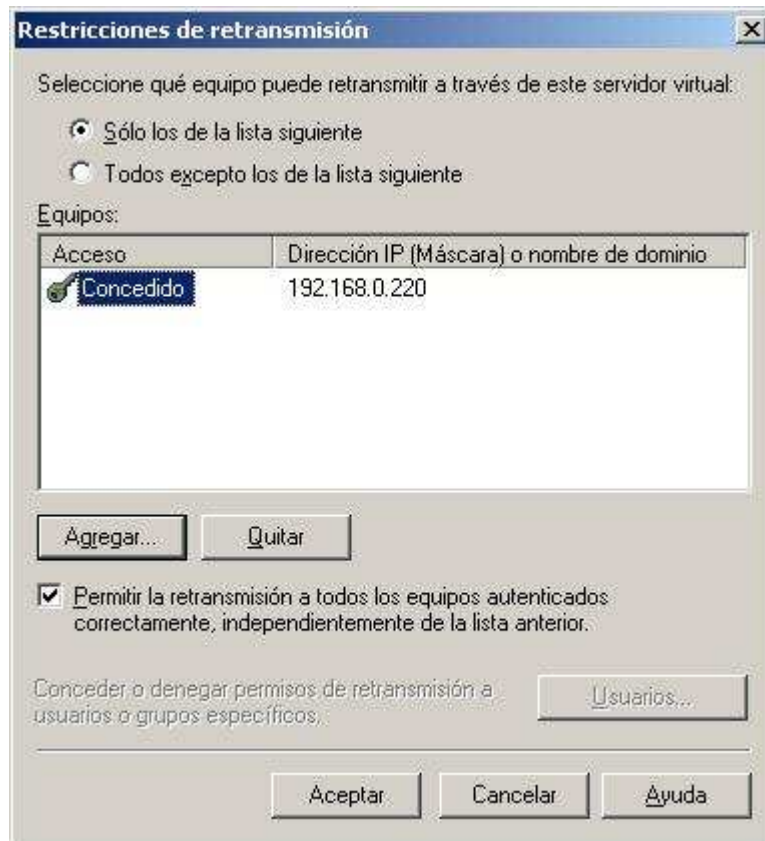 Restricciones de retransmisión
Seleccione qué equipo puede retransmitir a través de este servidor virtual:
Sólo los de la lista siguiente
Todos excepto los de la lista siguiente
Equipos:
Acceso Dirección IP (Máscara) o nombre de dominio
Concedido 192.168.0.220
Agregar... Quitar
Permitir la retransmisión a todos los equipos autenticados
correctamente, independientemente de la lista anterior.
Conceder o denegar permisos de retransmisión a
usuarios o grupos específicos.
Usuarios...
Aceptar Cancelar Ayuda